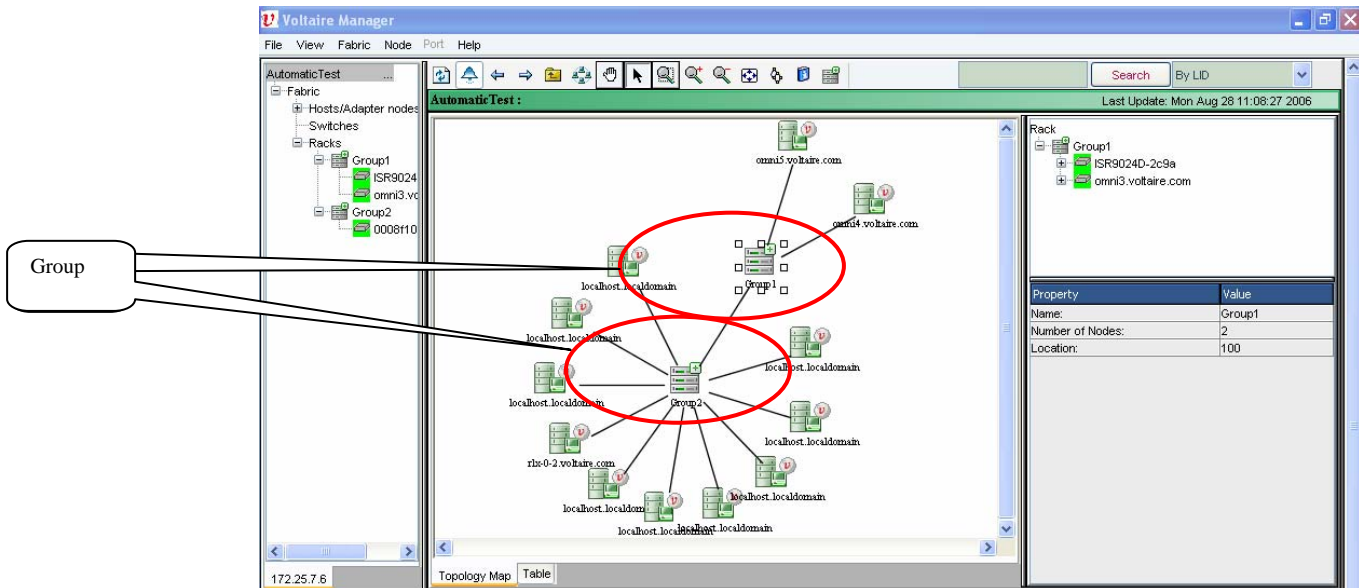 Voltaire Manager
File View Fabric Node Port Help
AutomaticTest ...
Fabric
Hosts/Adapter nodes
Switches
Racks
Group1
ISR9024
omni3.vo
Group2
0008f10
172.25.7.6
Search By LID
AutomaticTest :
Last Update: Mon Aug 28 11:08:27 2006
omni5.voltaire.com
omni4.voltaire.com
Group1
localhost.localdomain
localhost.localdomain
localhost.localdomain
localhost.localdomain
Group2
localhost.localdomain
rlx-0-2.voltaire.com
localhost.localdom
localhost.localdomain
localhost.localdomain
localhost.localdomain
Topology Map Table
Rack
Group1
ISR9024D-2c9a
omni3.voltaire.com
Property Value
Name: Group1
Number of Nodes: 2
Location: 100
Group